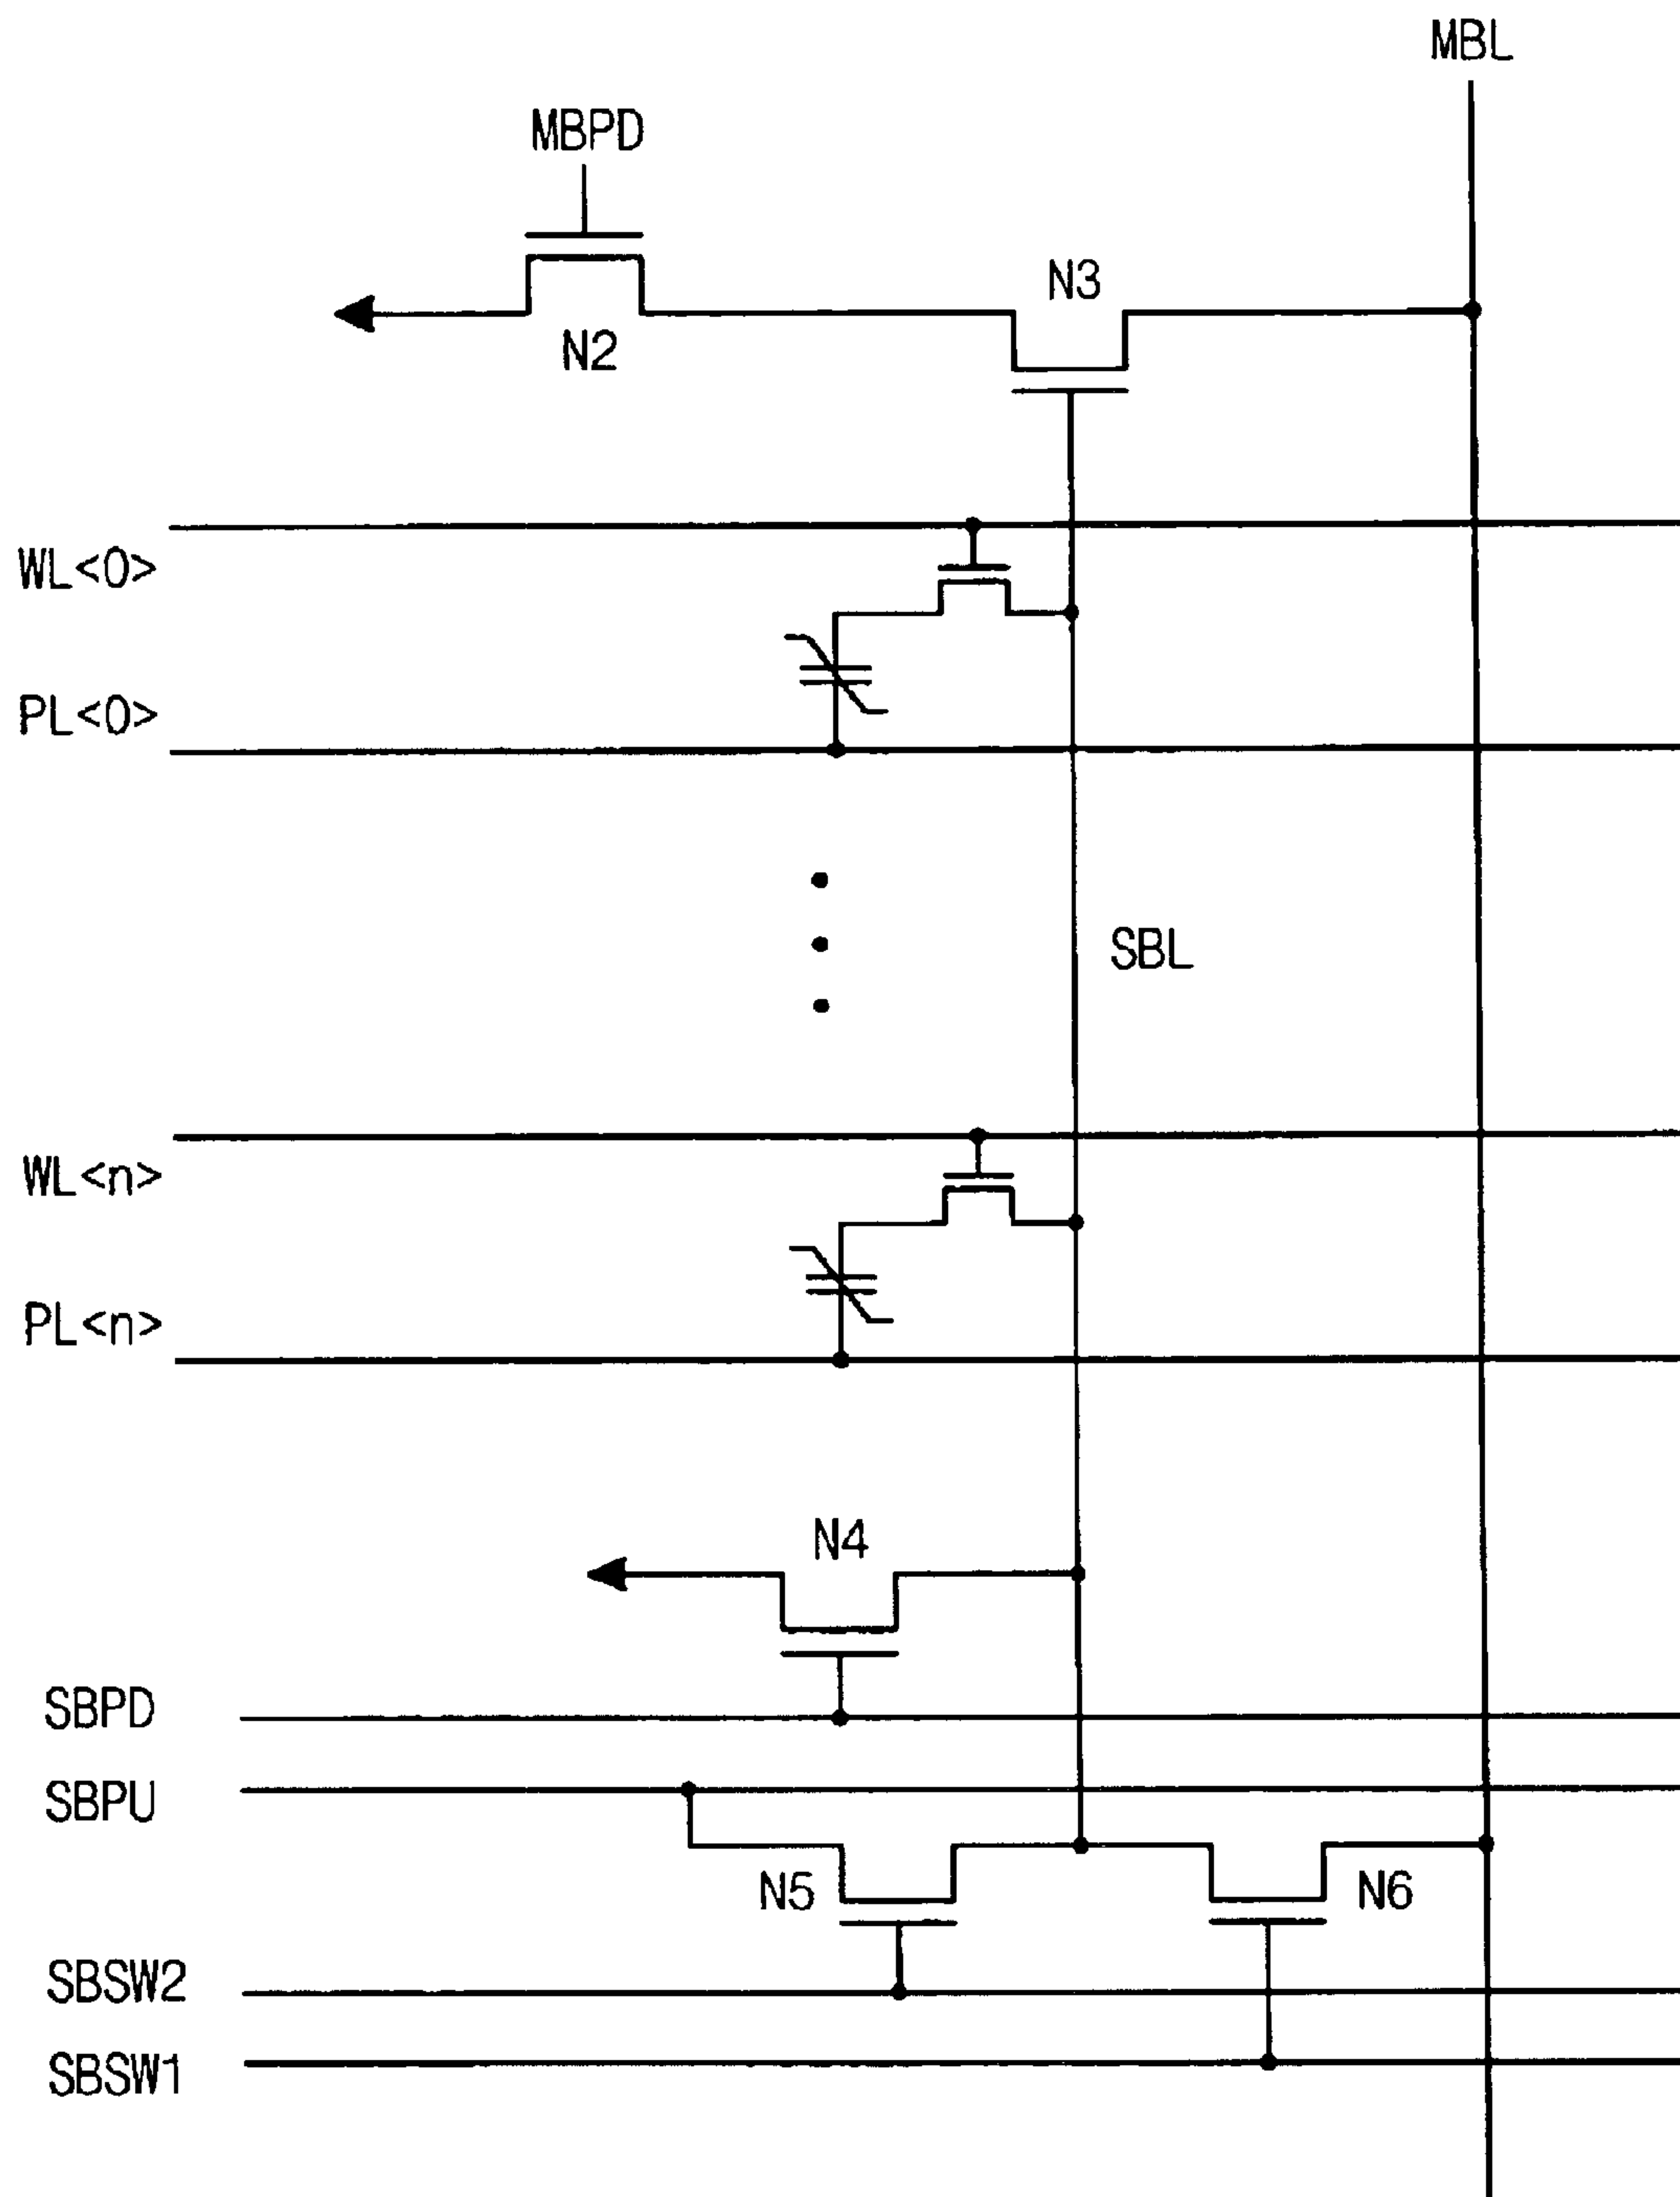 MBL
MBPD
N3
N2
WL<0>
PL<0>
SBL
WL<n>
PL<n>
N4
SBPD
SBPU
N5
N6
SBSW2
SBSW1